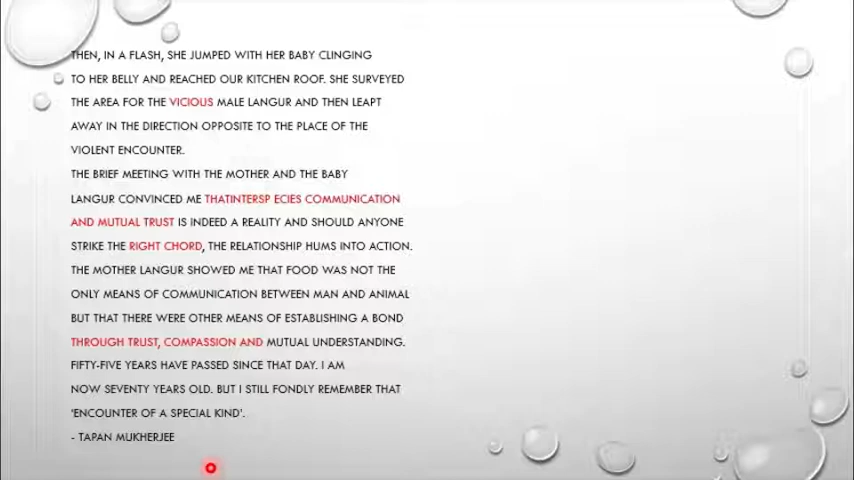 THEN, IN A FLASH, SHE JUMPED WITH HER BABY CLINGING
TO HER BELLY AND REACHED OUR KITCHEN ROOF. SHE SURVEYED
THE AREA FOR THE VICIOUS MALE LANGUR AND THEN LEAPT
AWAY IN THE DIRECTION OPPOSITE TO THE PLACE OF THE
VIOLENT ENCOUNTER.
THE BRIEF MEETING WITH THE MOTHER AND THE BABY
LANGUR CONVINCED ME THATINTERSP ECIES COMMUNICATION
AND MUTUAL TRUST IS INDEED A REALITY AND SHOULD ANYONE
STRIKE THE RIGHT CHORD, THE RELATIONSHIP HUMS INTO ACTION.
THE MOTHER LANGUR SHOWED ME THAT FOOD WAS NOT THE
ONLY MEANS OF COMMUNICATION BETWEEN MAN AND ANIMAL
BUT THAT THERE WERE OTHER MEANS OF ESTABLISHING A BOND
THROUGH TRUST, COMPASSION AND MUTUAL UNDERSTANDING.
FIFTY-FIVE YEARS HAVE PASSED SINCE THAT DAY. I AM
NOW SEVENTY YEARS OLD. BUT I STILL FONDLY REMEMBER THAT
'ENCOUNTER OF A SPECIAL KIND'.
- TAPAN MUKHERJEE